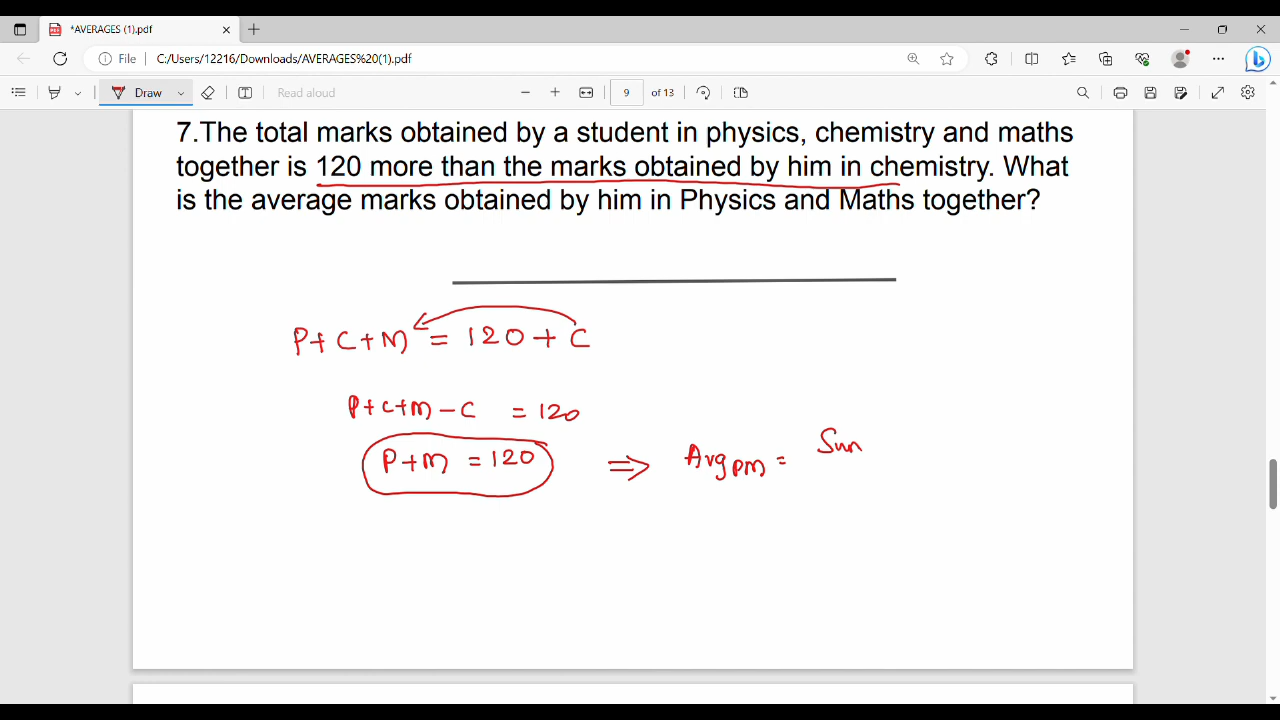 *AVERAGES (1).pdf
File C:/Users/12216/Downloads/AVERAGES%20(1).pdf
Draw Read aloud 9 of 13
7.The total marks obtained by a student in physics, chemistry and maths
together is 120 more than the marks obtained by him in chemistry. What
is the average marks obtained by him in Physics and Maths together?
P+C+M = 120+C
P+C+M-C = 120
P+M = 120 ⇒ Avg PM = Sum